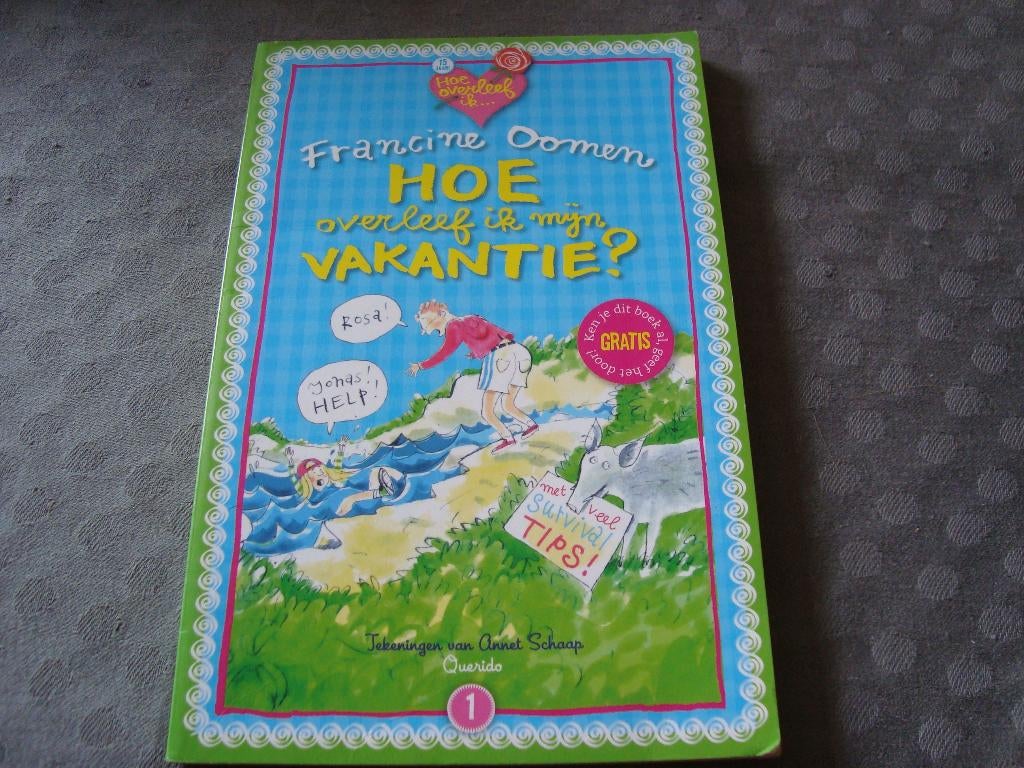 15
JAAR
Hoe
overleef
ik...
Francine Oomen
HOE
overleef ik mijn
VAKANTIE?
Rosa!
Jonas!
HELP!
Ken je dit boek al, geef het door!
GRATIS
met veel
survival
TIPS!
Tekeningen van Annet Schaap
Querido
1